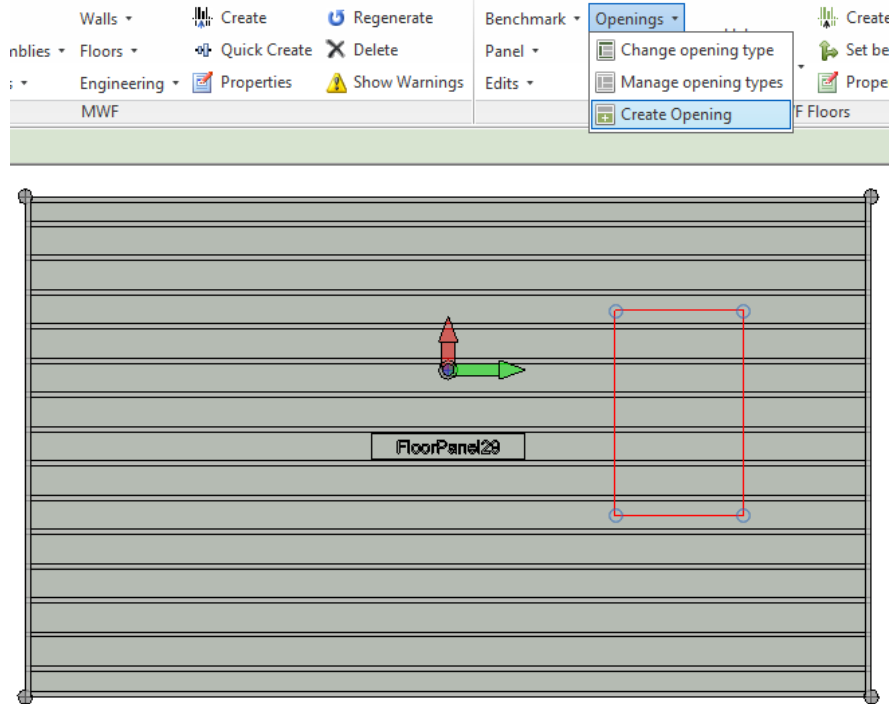 Walls Create Regenerate Benchmark Openings Create
mblies Floors Quick Create Delete Panel Change opening type Set be
Engineering Properties Show Warnings Edits Manage opening types Prope
MWF Create Opening F Floors
FloorPanel29